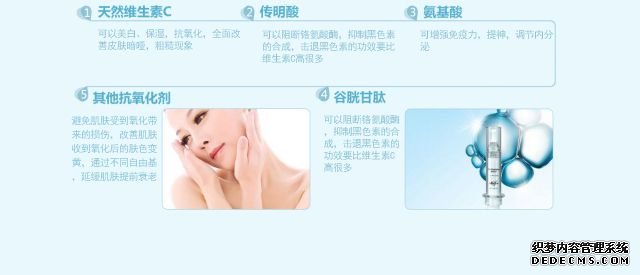 1 天然维生素C
可以美白、保湿，抗氧化，全面改
善皮肤暗哑，粗糙现象
2 传明酸
可以阻断铬氨酸酶，抑制黑色素
的合成，击退黑色素的功效要比
维生素C高很多
3 氨基酸
可增强免疫力，提神，调节内分
泌
5 其他抗氧化剂
避免肌肤受到氧化带
来的损伤，改善肌肤
收到氧化后的肤色变
黄，通过不同自由基
，延缓肌肤提前衰老
4 谷胱甘肽
可以阻断铬氨酸酶
，抑制黑色素的合
成，击退黑色素的
功效要比维生素C
高很多
织梦内容管理系统
DEDECMS.COM